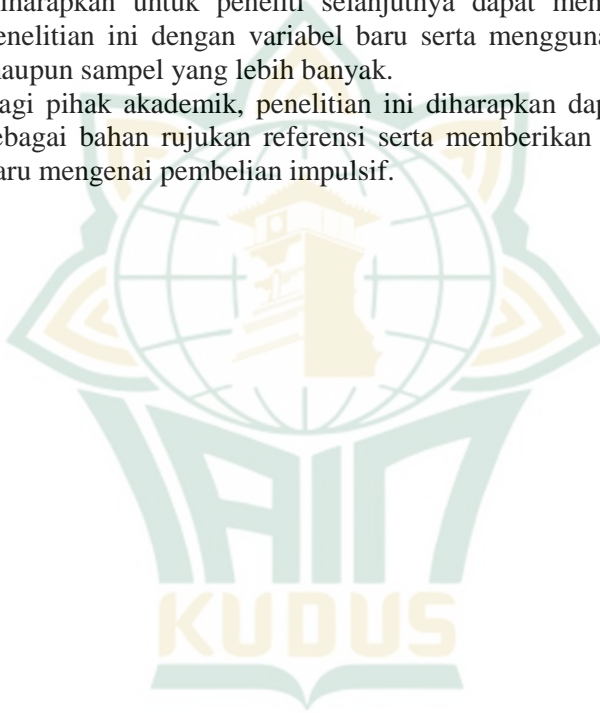 iharapkan untuk peneliti selanjutnya dapat men
enelitian ini dengan variabel baru serta mengguna
aupun sampel yang lebih banyak.
agi pihak akademik, penelitian ini diharapkan dap
ebagai bahan rujukan referensi serta memberikan
aru mengenai pembelian impulsif.
IAIN
KUDUS